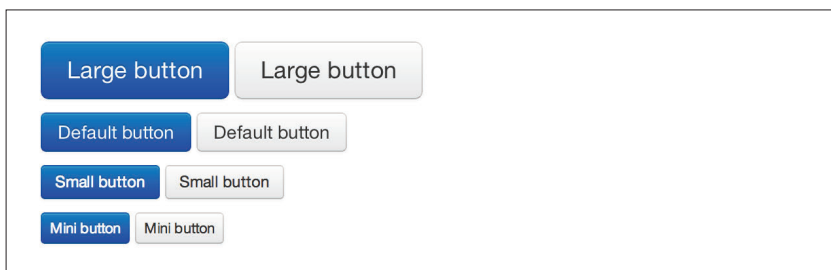 Large button Large button
Default button Default button
Small button Small button
Mini button Mini button